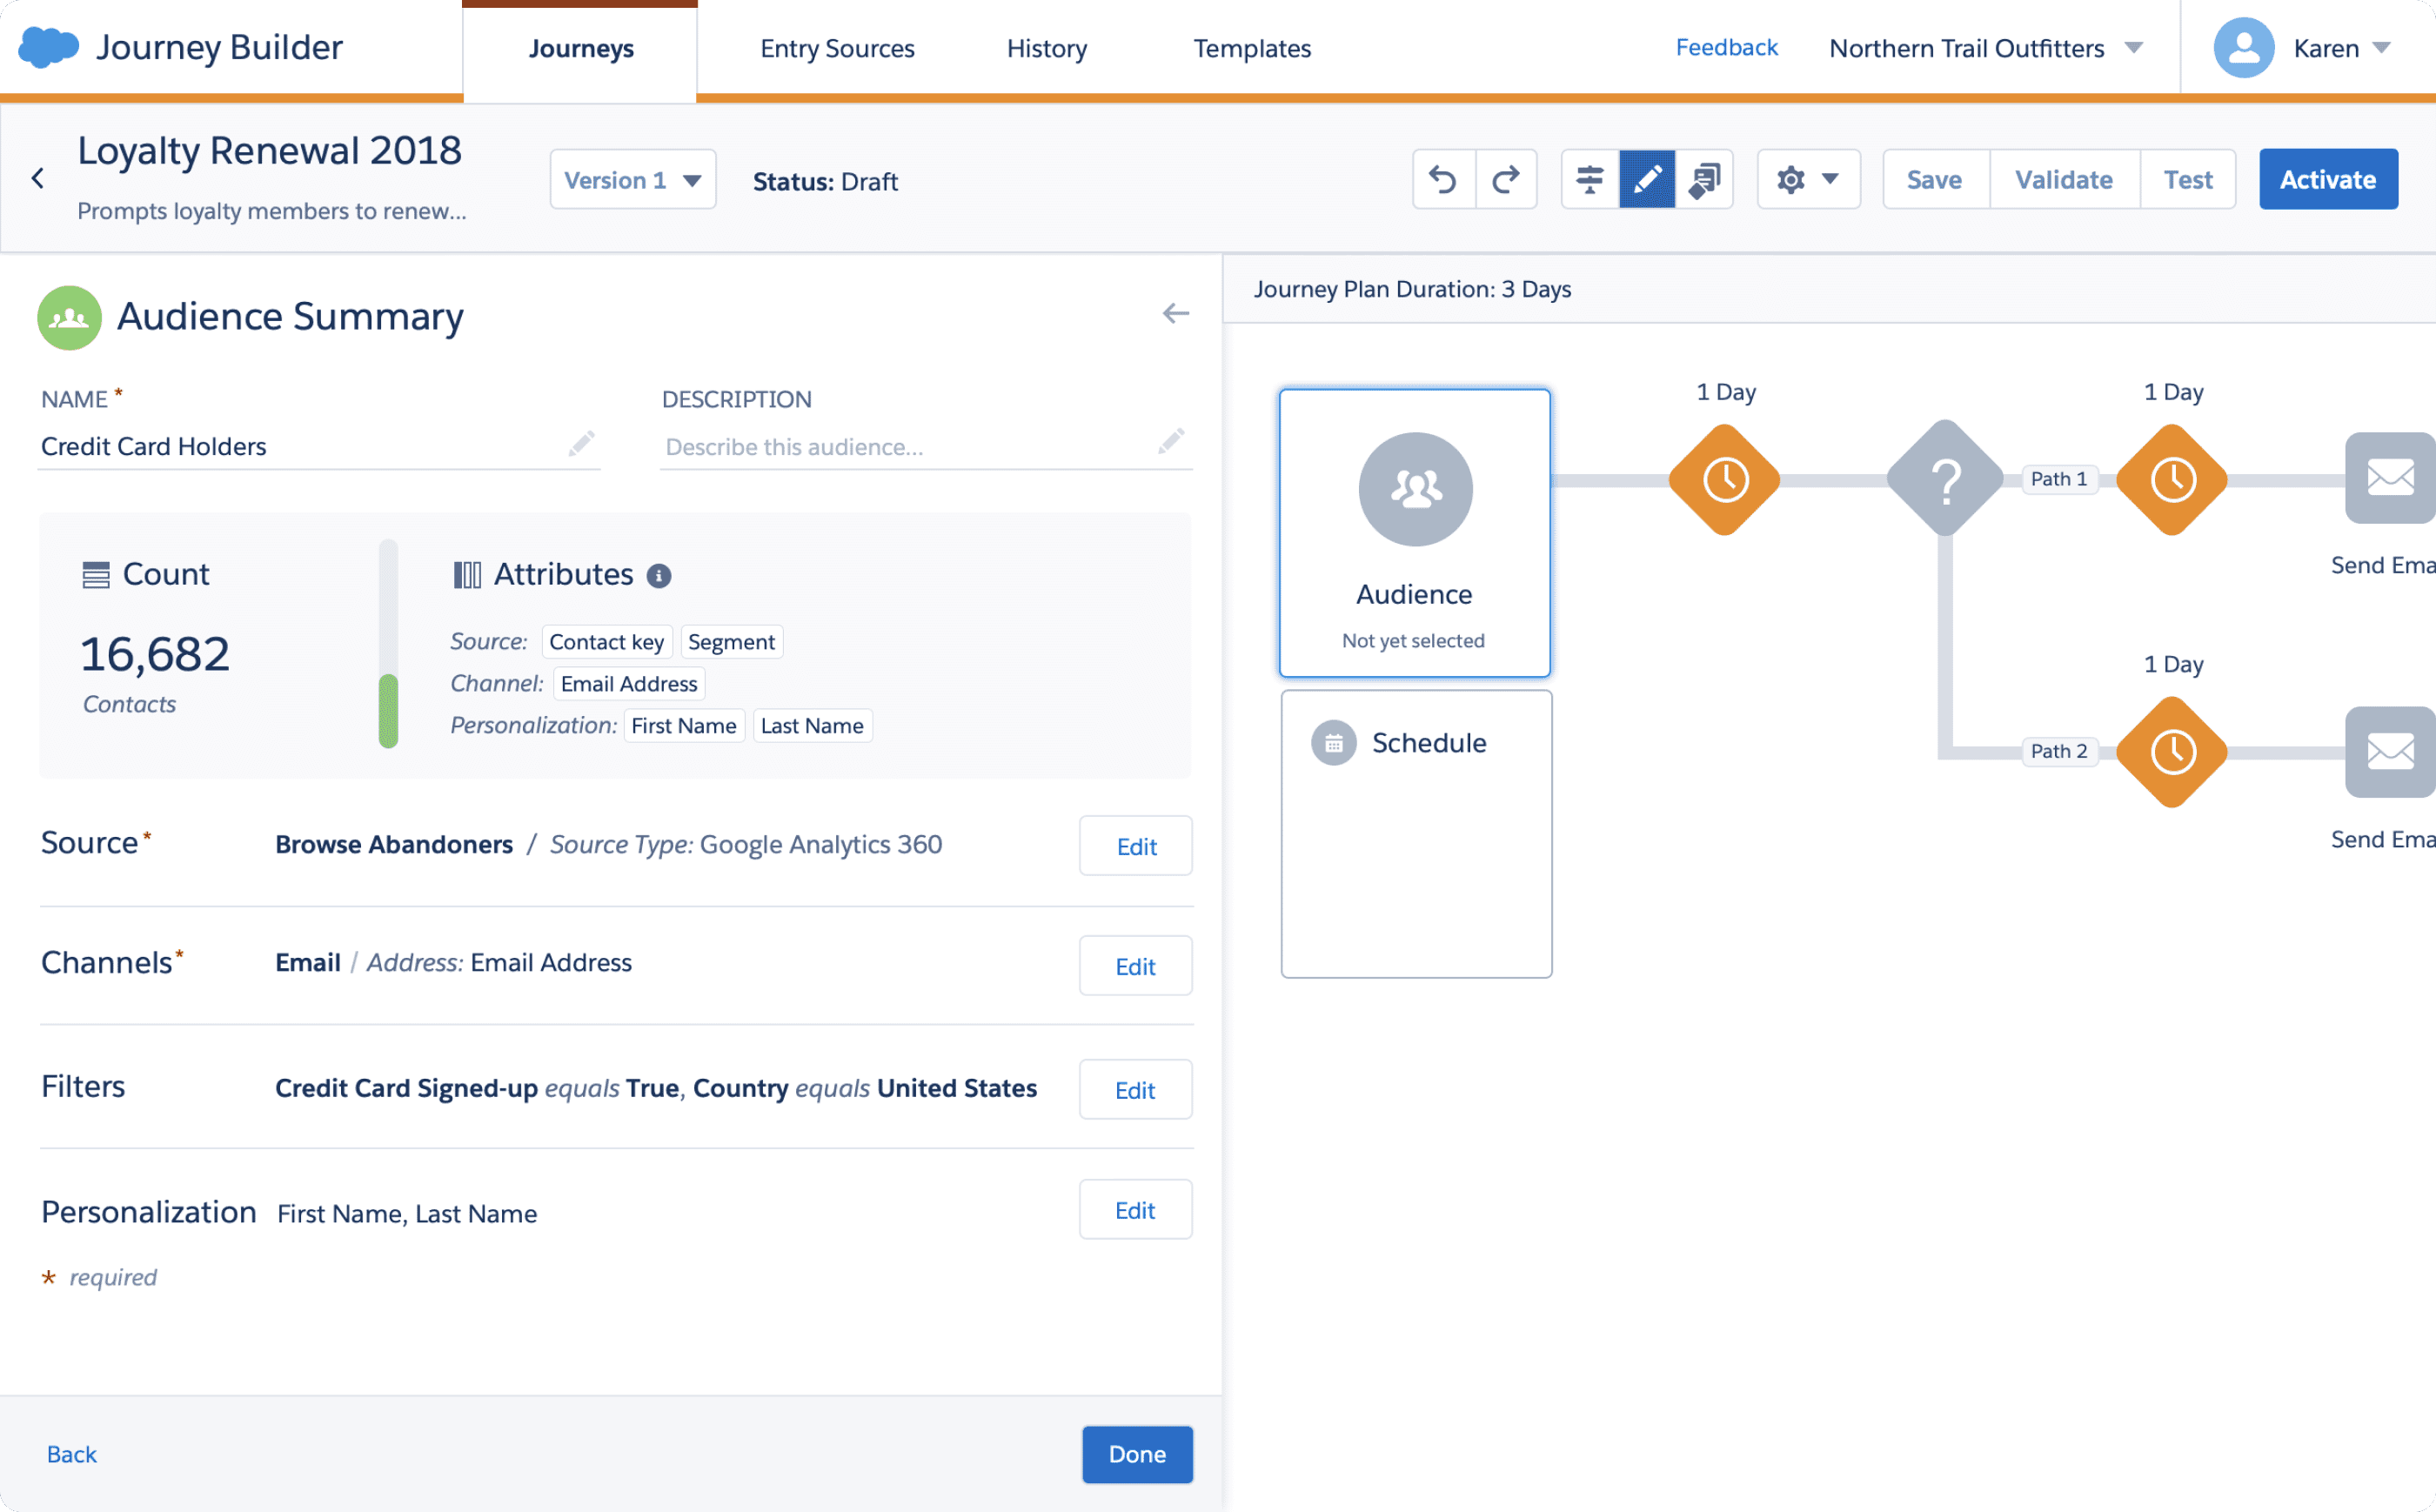 Journey Builder Journeys Entry Sources History Templates Feedback Northern Trail Outfitters Karen
Loyalty Renewal 2018
Prompts loyalty members to renew...
Version 1 Status: Draft Save Validate Test Activate
Audience Summary
NAME * DESCRIPTION
Credit Card Holders Describe this audience...
Count
16,682
Contacts
Attributes
Source: Contact key Segment
Channel: Email Address
Personalization: First Name Last Name
Source* Browse Abandoners / Source Type: Google Analytics 360 Edit
Channels* Email / Address: Email Address Edit
Filters Credit Card Signed-up equals True, Country equals United States Edit
Personalization First Name, Last Name Edit
* required
Back Done
Journey Plan Duration: 3 Days
1 Day 1 Day
Path 1
Send Ema
Audience
Not yet selected
1 Day
Schedule
Path 2
Send Ema